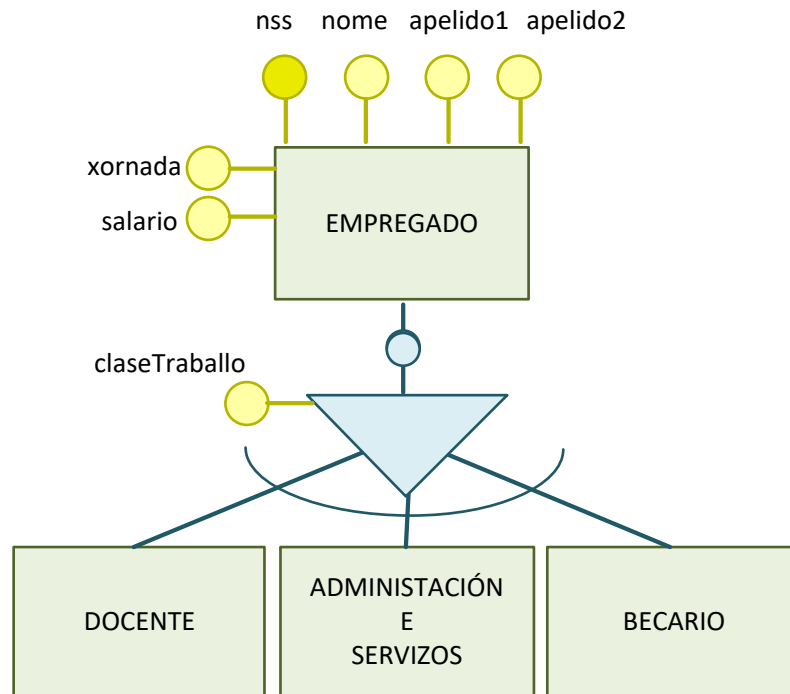 nss nome apelido1 apelido2
xornada
salario
EMPREGADO
claseTraballo
DOCENTE
ADMINISTACIÓN
E
SERVIZOS
BECARIO